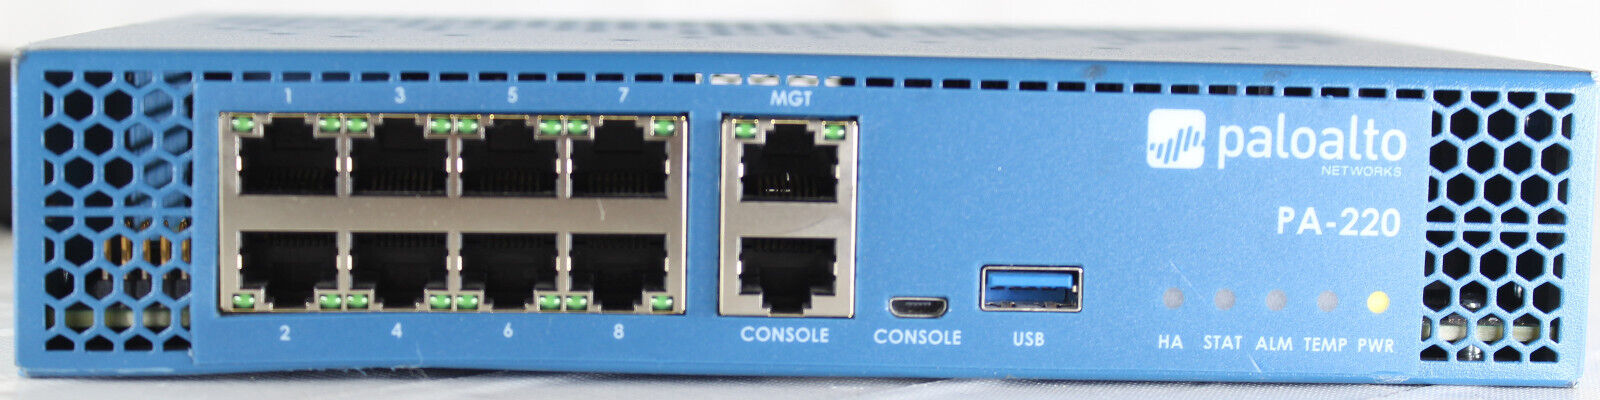 1 3 5 7 MGT
paloalto
NETWORKS
PA-220
2 4 6 8 CONSOLE CONSOLE USB
HA STAT ALM TEMP PWR